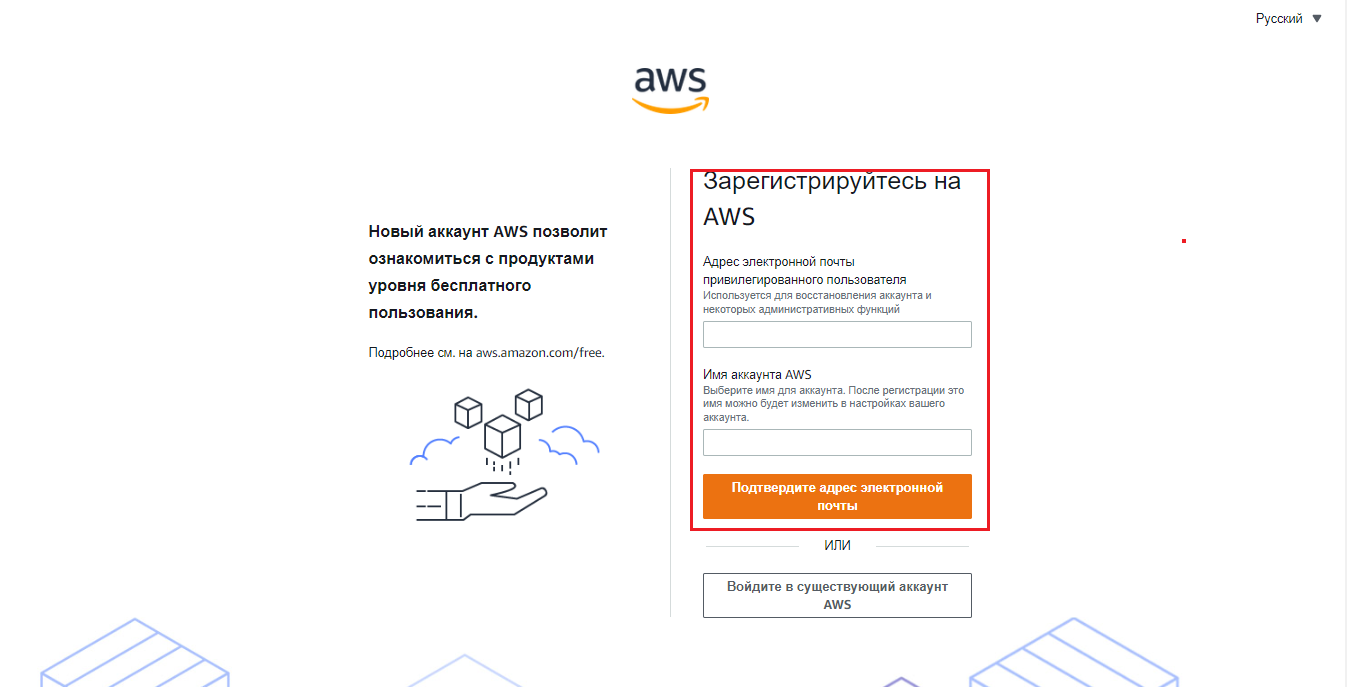 Русский
aws
Новый аккаунт AWS позволит
ознакомиться с продуктами
уровня бесплатного
пользования.
Подробнее см. на aws.amazon.com/free.
Зарегистрируйтесь на
AWS
Адрес электронной почты
привилегированного пользователя
Используется для восстановления аккаунта и
некоторых административных функций
Имя аккаунта AWS
Выберите имя для аккаунта. После регистрации это
имя можно будет изменить в настройках вашего
аккаунта.
Подтвердите адрес электронной
почты
ИЛИ
Войдите в существующий аккаунт
AWS